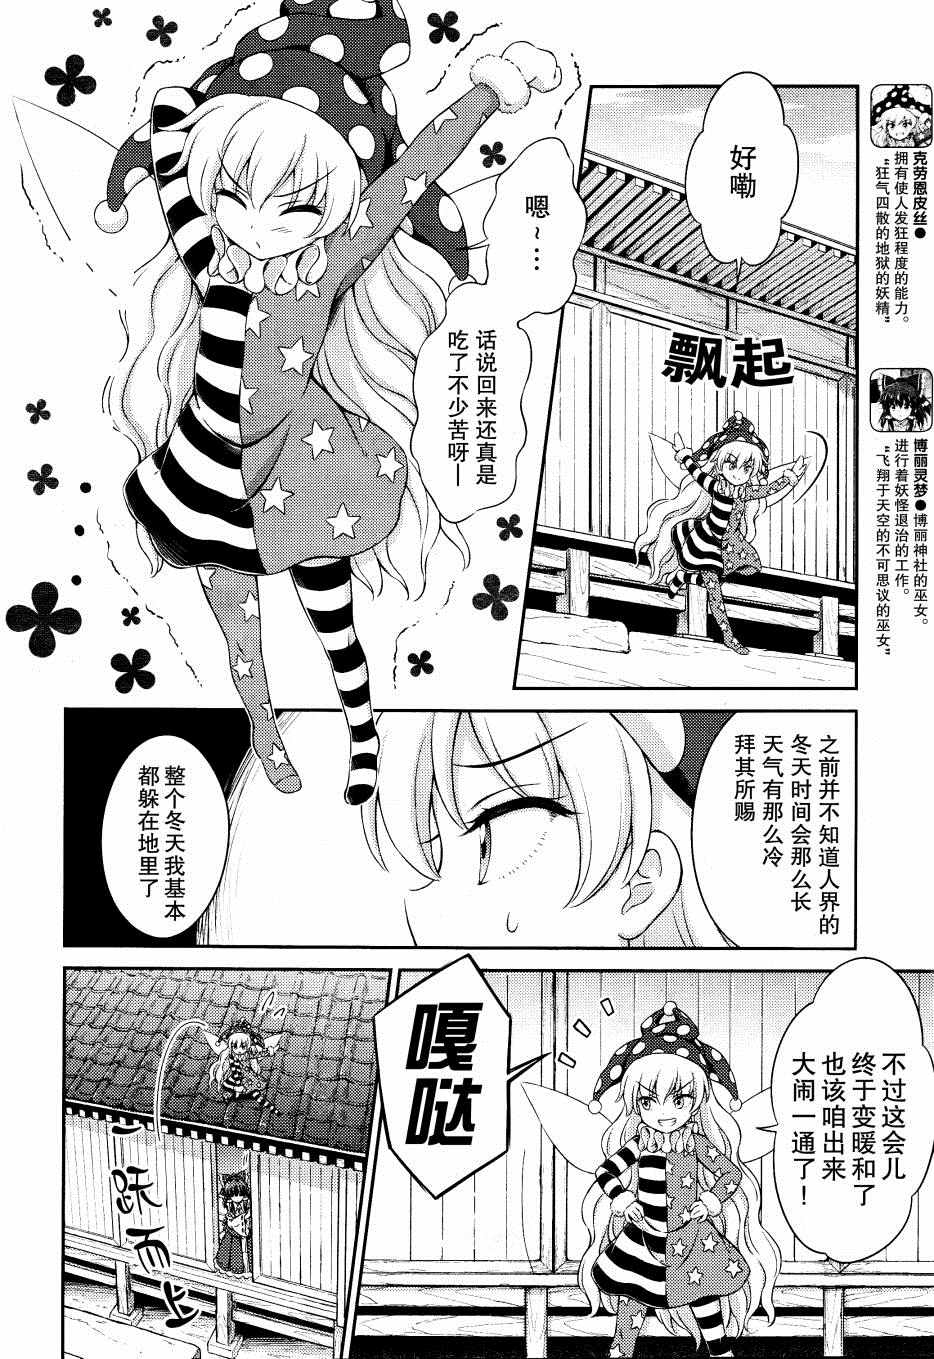 克劳恩皮丝●
拥有使人发狂程度的能力。
“狂气四散的地狱的妖精”
博丽灵梦●博丽神社的巫女。
进行着妖怪退治的工作。
“飞翔于天空的不可思议的巫女”
好嘞
飘起
嗯~…
话说回来还真是
吃了不少苦呀—
之前并不知道人界的
冬天时间会那么长
天气有那么冷
拜其所赐
整个冬天我基本
都躲在地里了
不过这会儿
终于变暖和了
也该咱出来
大闹一通了！
嘎
哒
一跃而上